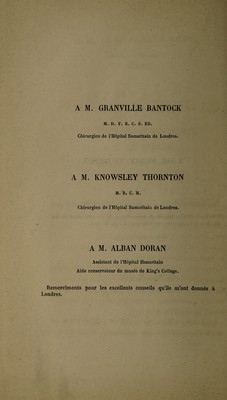 A M. GRANVILLE BANTOCK
M. D. F. R. C. S. ED.
Chirurgien de l'Hôpital Samaritain de Londres.
A M. KNOWSLEY THORNTON
M. B. C. M.
Chirurgien de l'Hôpital Samaritain de Londres.
A M. ALBAN DORAN
Assistant de l'Hôpital Samaritain
Aide conservateur du musée de King's College.
Remerciments pour les excellents conseils qu'ils m'ont donnés à
Londres.